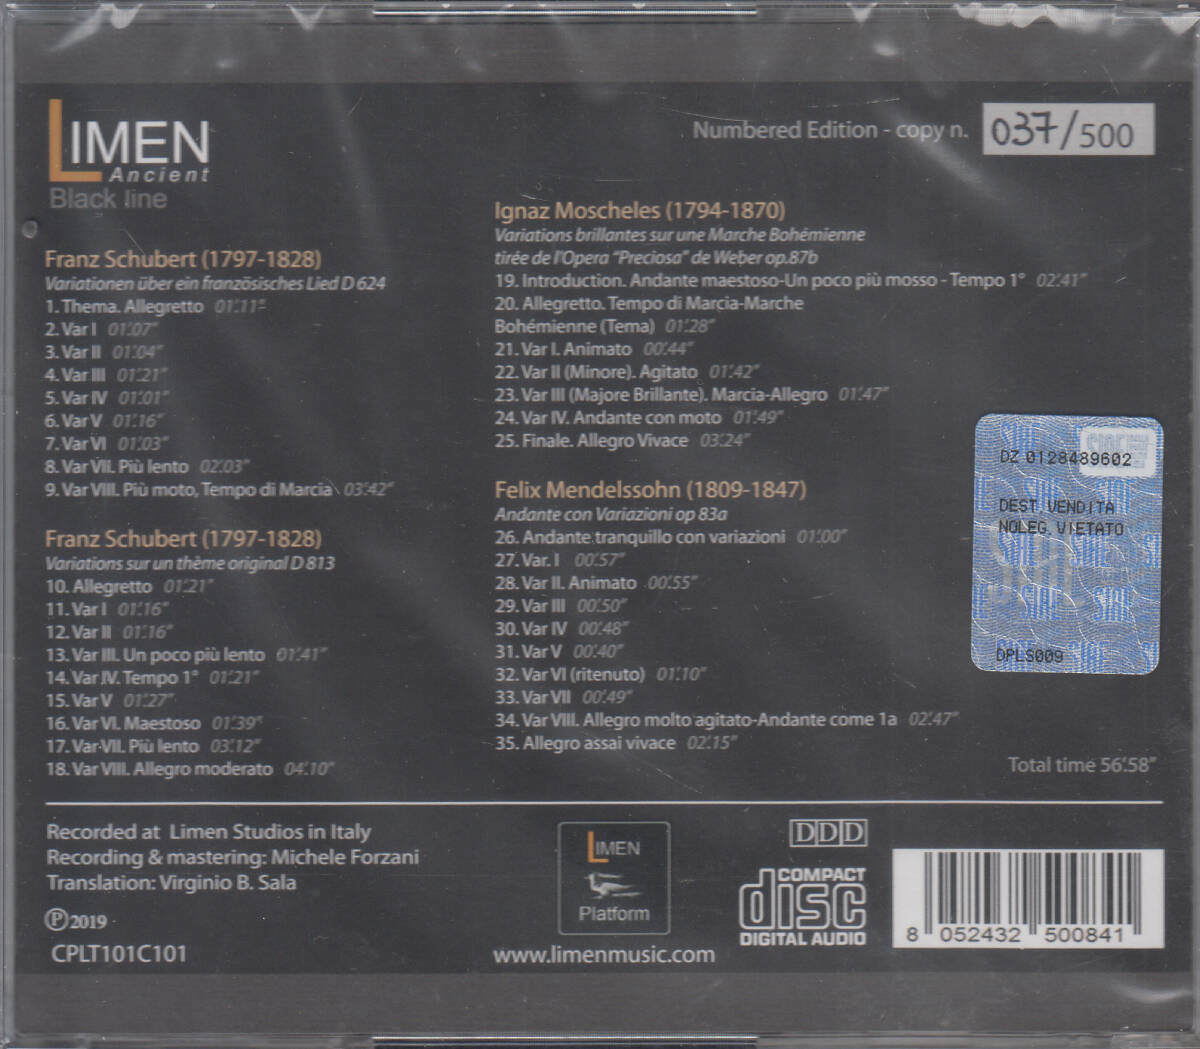 LIMEN
Ancient
Black line
Numbered Edition - copy n. 037/500
Franz Schubert (1797-1828)
Variationen über ein französisches Lied D 624
1. Thema. Allegretto 01'.11"
2. Var I 01'.07"
3. Var II 01'.04"
4. Var III 01'.21"
5. Var IV 01'.01"
6. Var V 01'.16"
7. Var VI 01'.03"
8. Var VII. Più lento 02'.03"
9. Var VIII. Più moto, Tempo di Marcia 03'.42"
Franz Schubert (1797-1828)
Variations sur un thème original D 813
10. Allegretto 01'.21"
11. Var I 01'.16"
12. Var II 01'.16"
13. Var III. Un poco più lento 01'.41"
14. Var IV. Tempo 1° 01'.21"
15. Var V 01'.27"
16. Var VI. Maestoso 01'.39"
17. Var VII. Più lento 03'.12"
18. Var VIII. Allegro moderato 04'.10"
Ignaz Moscheles (1794-1870)
Variations brillantes sur une Marche Bohémienne
tirée de l'Opera "Preciosa" de Weber op.87b
19. Introduction. Andante maestoso-Un poco più mosso - Tempo 1° 02'.41"
20. Allegretto. Tempo di Marcia-Marche
Bohémienne (Tema) 01'.28"
21. Var I. Animato 00'.44"
22. Var II (Minore). Agitato 01'.42"
23. Var III (Majore Brillante). Marcia-Allegro 01'.47"
24. Var IV. Andante con moto 01'.49"
25. Finale. Allegro Vivace 03'.24"
Felix Mendelssohn (1809-1847)
Andante con Variazioni op 83a
26. Andante tranquillo con variazioni 01'.00"
27. Var. I 00'.57"
28. Var II. Animato 00'.55"
29. Var III 00'.50"
30. Var IV 00'.48"
31. Var V 00'.40"
32. Var VI (ritenuto) 01'.10"
33. Var VII 00'.49"
34. Var VIII. Allegro molto agitato-Andante come 1a 02'.47"
35. Allegro assai vivace 02'.15"
DZ 0128489602
DEST VENDITA
NOLEG. VIETATO
DPLS009
Total time 56'.58"
Recorded at Limen Studios in Italy
Recording & mastering: Michele Forzani
Translation: Virginio B. Sala
Ⓟ 2019
CPLT101C101
LIMEN
Platform
www.limenmusic.com
DDD
COMPACT
disc
DIGITAL AUDIO
8 052432 500841